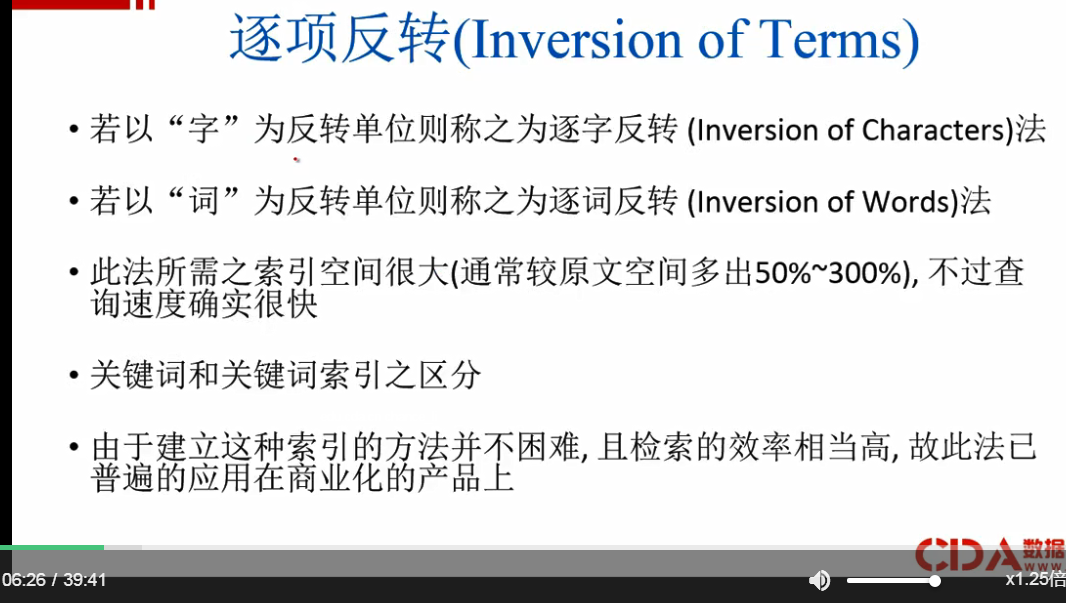 逐项反转(Inversion of Terms)
• 若以“字”为反转单位则称之为逐字反转 (Inversion of Characters)法
• 若以“词”为反转单位则称之为逐词反转 (Inversion of Words)法
• 此法所需之索引空间很大(通常较原文空间多出50%~300%), 不过查
询速度确实很快
• 关键词和关键词索引之区分
• 由于建立这种索引的方法并不困难, 且检索的效率相当高, 故此法已
普遍的应用在商业化的产品上
CDA 数据
www
06:26 / 39:41
x1.25倍